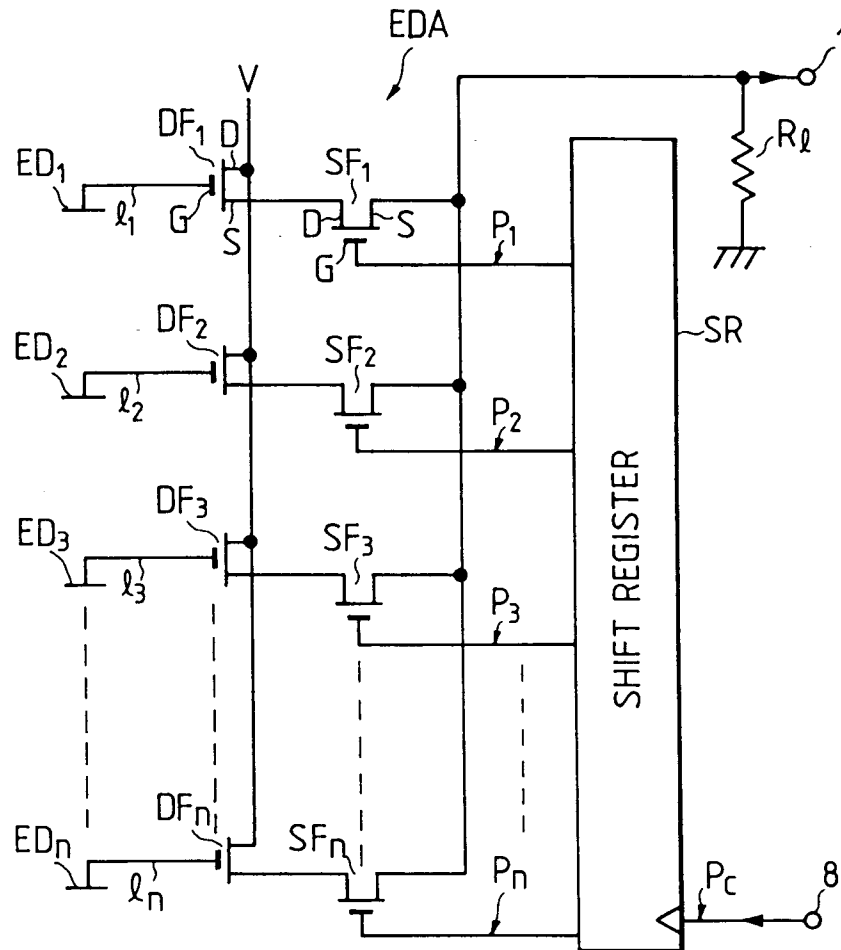 EDA
V
DF₁
D
ED₁
SF₁
Rℓ
ℓ₁
G
S
D
S
G
P₁
DF₂
SR
ED₂
SF₂
ℓ₂
P₂
DF₃
ED₃
SF₃
ℓ₃
P₃
SHIFT REGISTER
DFₙ
SFₙ
EDₙ
ℓₙ
Pₙ
P꜀
8